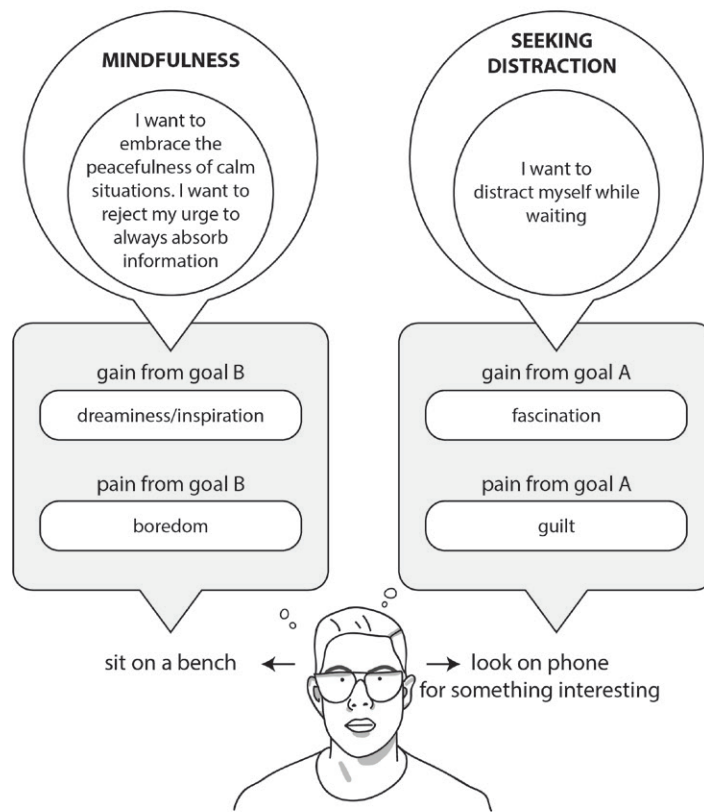 MINDFULNESS
I want to
embrace the
peacefulness of calm
situations. I want to
reject my urge to
always absorb
information
gain from goal B
dreaminess/inspiration
pain from goal B
boredom
sit on a bench
SEEKING
DISTRACTION
I want to
distract myself while
waiting
gain from goal A
fascination
pain from goal A
guilt
look on phone
for something interesting